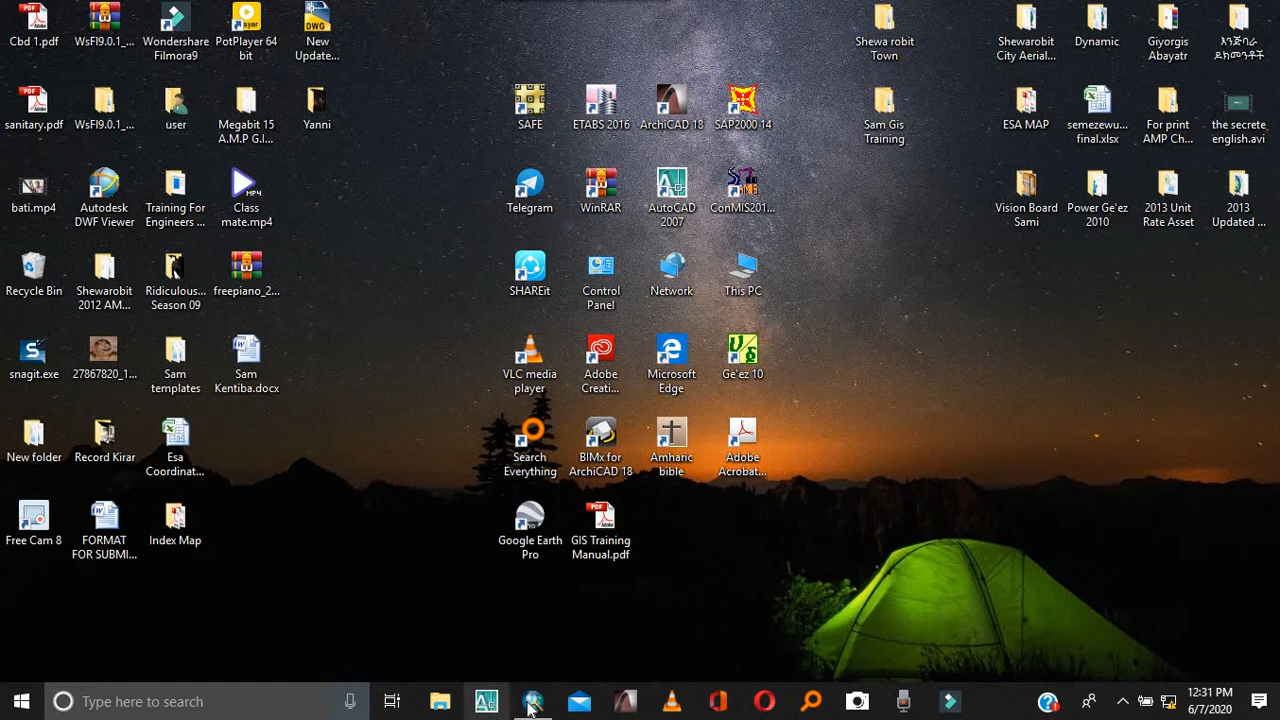 Cbd 1.pdf
WsFI9.0.1_...
Wondershare
Filmora9
PotPlayer 64
bit
New
Update...
Shewa robit
Town
Shewarobit
City Aerial...
Dynamic
Giyorgis
Abayatr
እንጅባራ
ዶክመንቶች
sanitary.pdf
WsFI9.0.1_...
user
Megabit 15
A.M.P G.I...
Yanni
SAFE
ETABS 2016
ArchiCAD 18
SAP2000 14
Sam Gis
Training
ESA MAP
semezewu...
final.xlsx
For print
AMP Ch...
the secrete
english.avi
bati.mp4
Autodesk
DWF Viewer
Training For
Engineers ...
Class
mate.mp4
Telegram
WinRAR
AutoCAD
2007
ConMIS201...
Vision Board
Sami
Power Ge'ez
2010
2013 Unit
Rate Asset
2013
Updated ...
Recycle Bin
Shewarobit
2012 AM...
Ridiculous...
Season 09
freepiano_2...
SHAREit
Control
Panel
Network
This PC
snagit.exe
27867820_1...
Sam
templates
Sam
Kentiba.docx
VLC media
player
Adobe
Creati...
Microsoft
Edge
Ge'ez 10
New folder
Record Kirar
Esa
Coordinat...
Search
Everything
BIMx for
ArchiCAD 18
Amharic
bible
Adobe
Acrobat...
Free Cam 8
FORMAT
FOR SUBMI...
Index Map
Google Earth
Pro
GIS Training
Manual.pdf
Type here to search
12:31 PM
6/7/2020